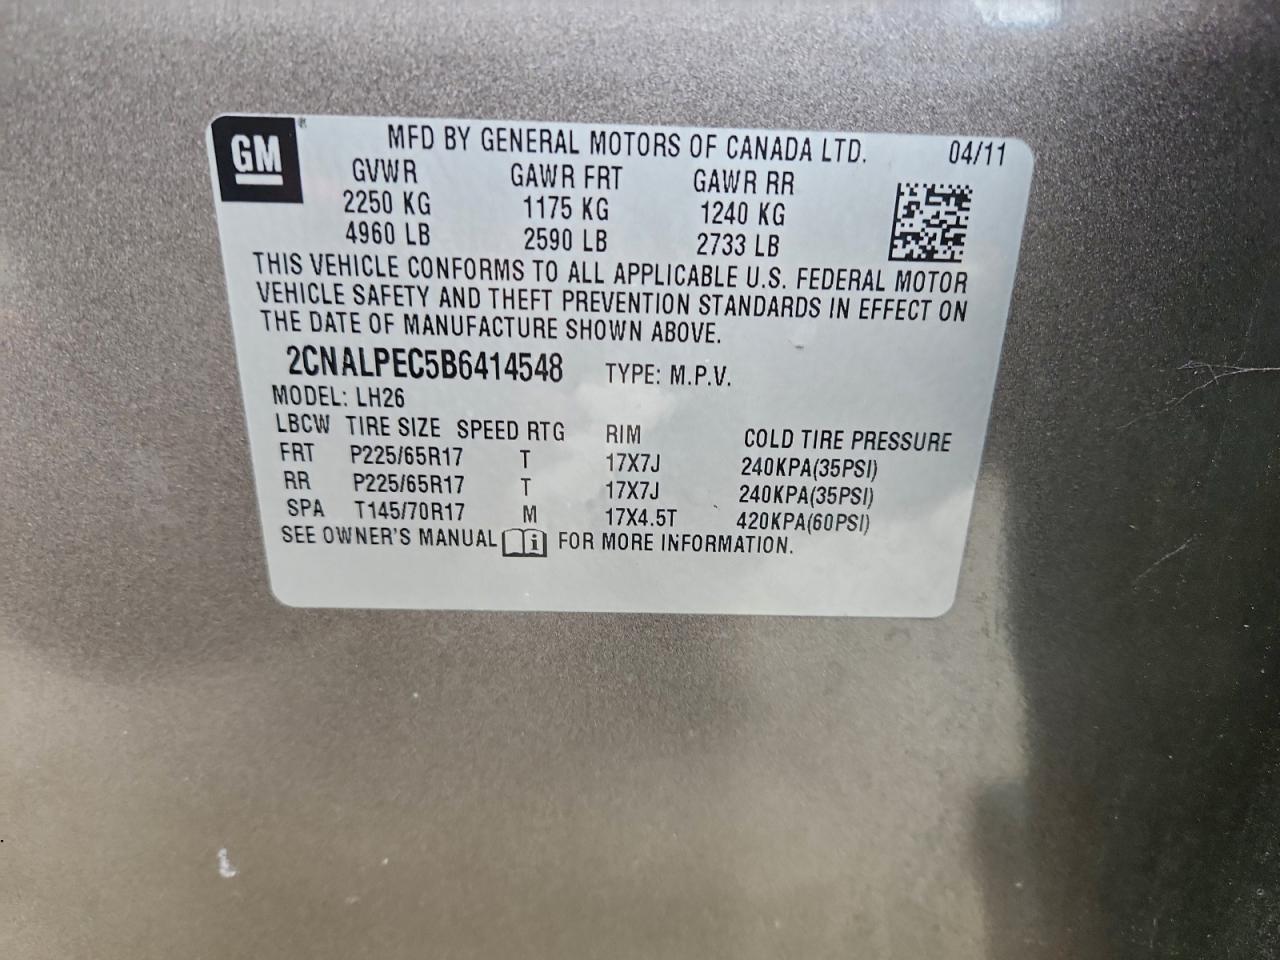 GM
MFD BY GENERAL MOTORS OF CANADA LTD. 04/11
GVWR GAWR FRT GAWR RR
2250 KG 1175 KG 1240 KG
4960 LB 2590 LB 2733 LB
THIS VEHICLE CONFORMS TO ALL APPLICABLE U.S. FEDERAL MOTOR
VEHICLE SAFETY AND THEFT PREVENTION STANDARDS IN EFFECT ON
THE DATE OF MANUFACTURE SHOWN ABOVE.
2CNALPEC5B6414548 TYPE: M.P.V.
MODEL: LH26
LBCW TIRE SIZE SPEED RTG RIM COLD TIRE PRESSURE
FRT P225/65R17 T 17X7J 240KPA(35PSI)
RR P225/65R17 T 17X7J 240KPA(35PSI)
SPA T145/70R17 M 17X4.5T 420KPA(60PSI)
SEE OWNER'S MANUAL i FOR MORE INFORMATION.